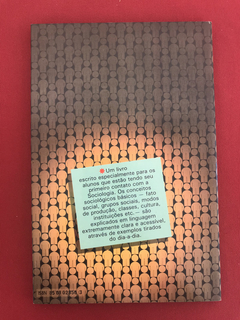 Um livro
escrito especialmente para os
alunos que estão tendo seu
primeiro contato com a
Sociologia. Os conceitos
sociológicos básicos — fato
social, grupos sociais, modos
de produção, classes, cultura,
instituições etc. — são
explicados em linguagem
extremamente clara e acessível,
através de exemplos tirados
do dia-a-dia.